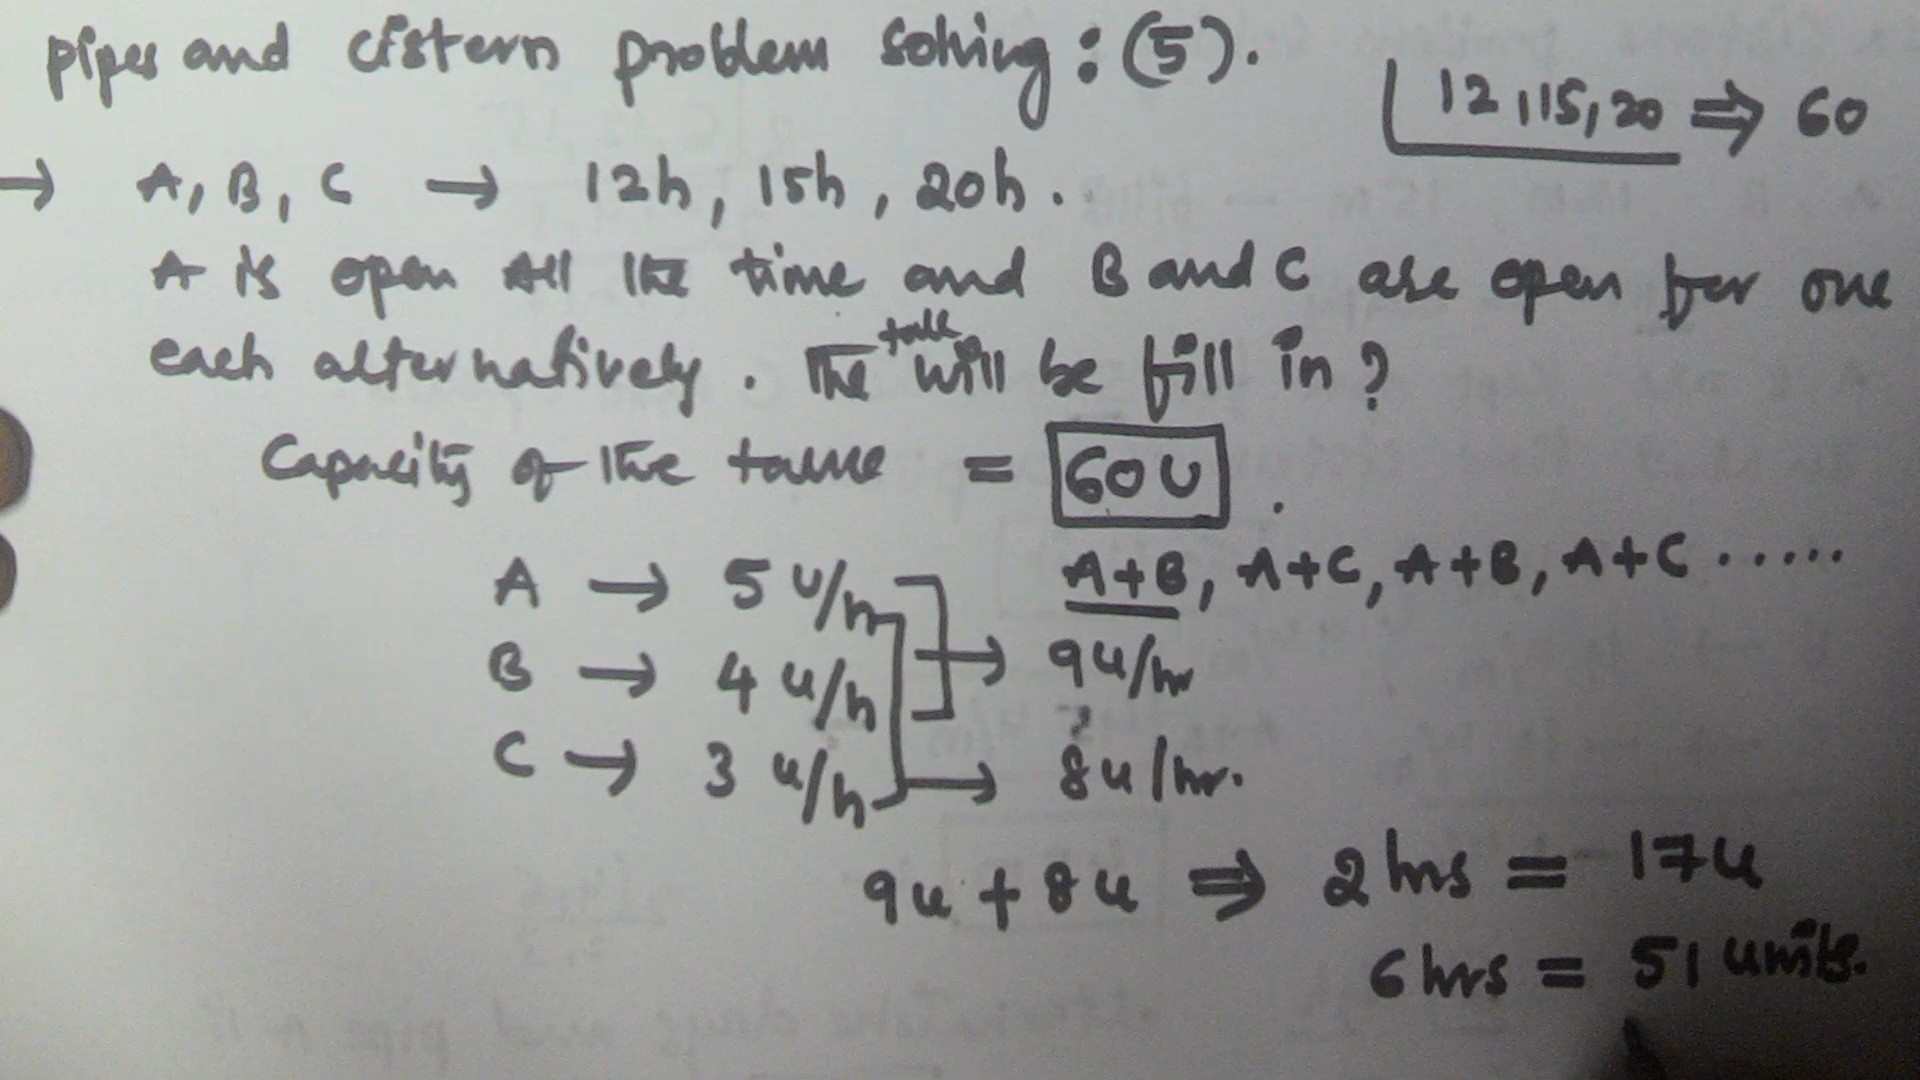 pipes and cistern problem solving : (5).
12, 15, 20 ⇒ 60
→ A, B, C → 12h, 15h, 20h.
A is open All the time and B and C are open for one
each alternatively. The tank will be fill in?
Capacity of the = 60U.
A → 5 u/h
A+B, A+C, A+B, A+C ......
B → 4 u/h → 9u/hr
C → 3 u/h → 8u/hr.
9u + 8u ⇒ 2 hrs = 17u
6 hrs = 51 units.